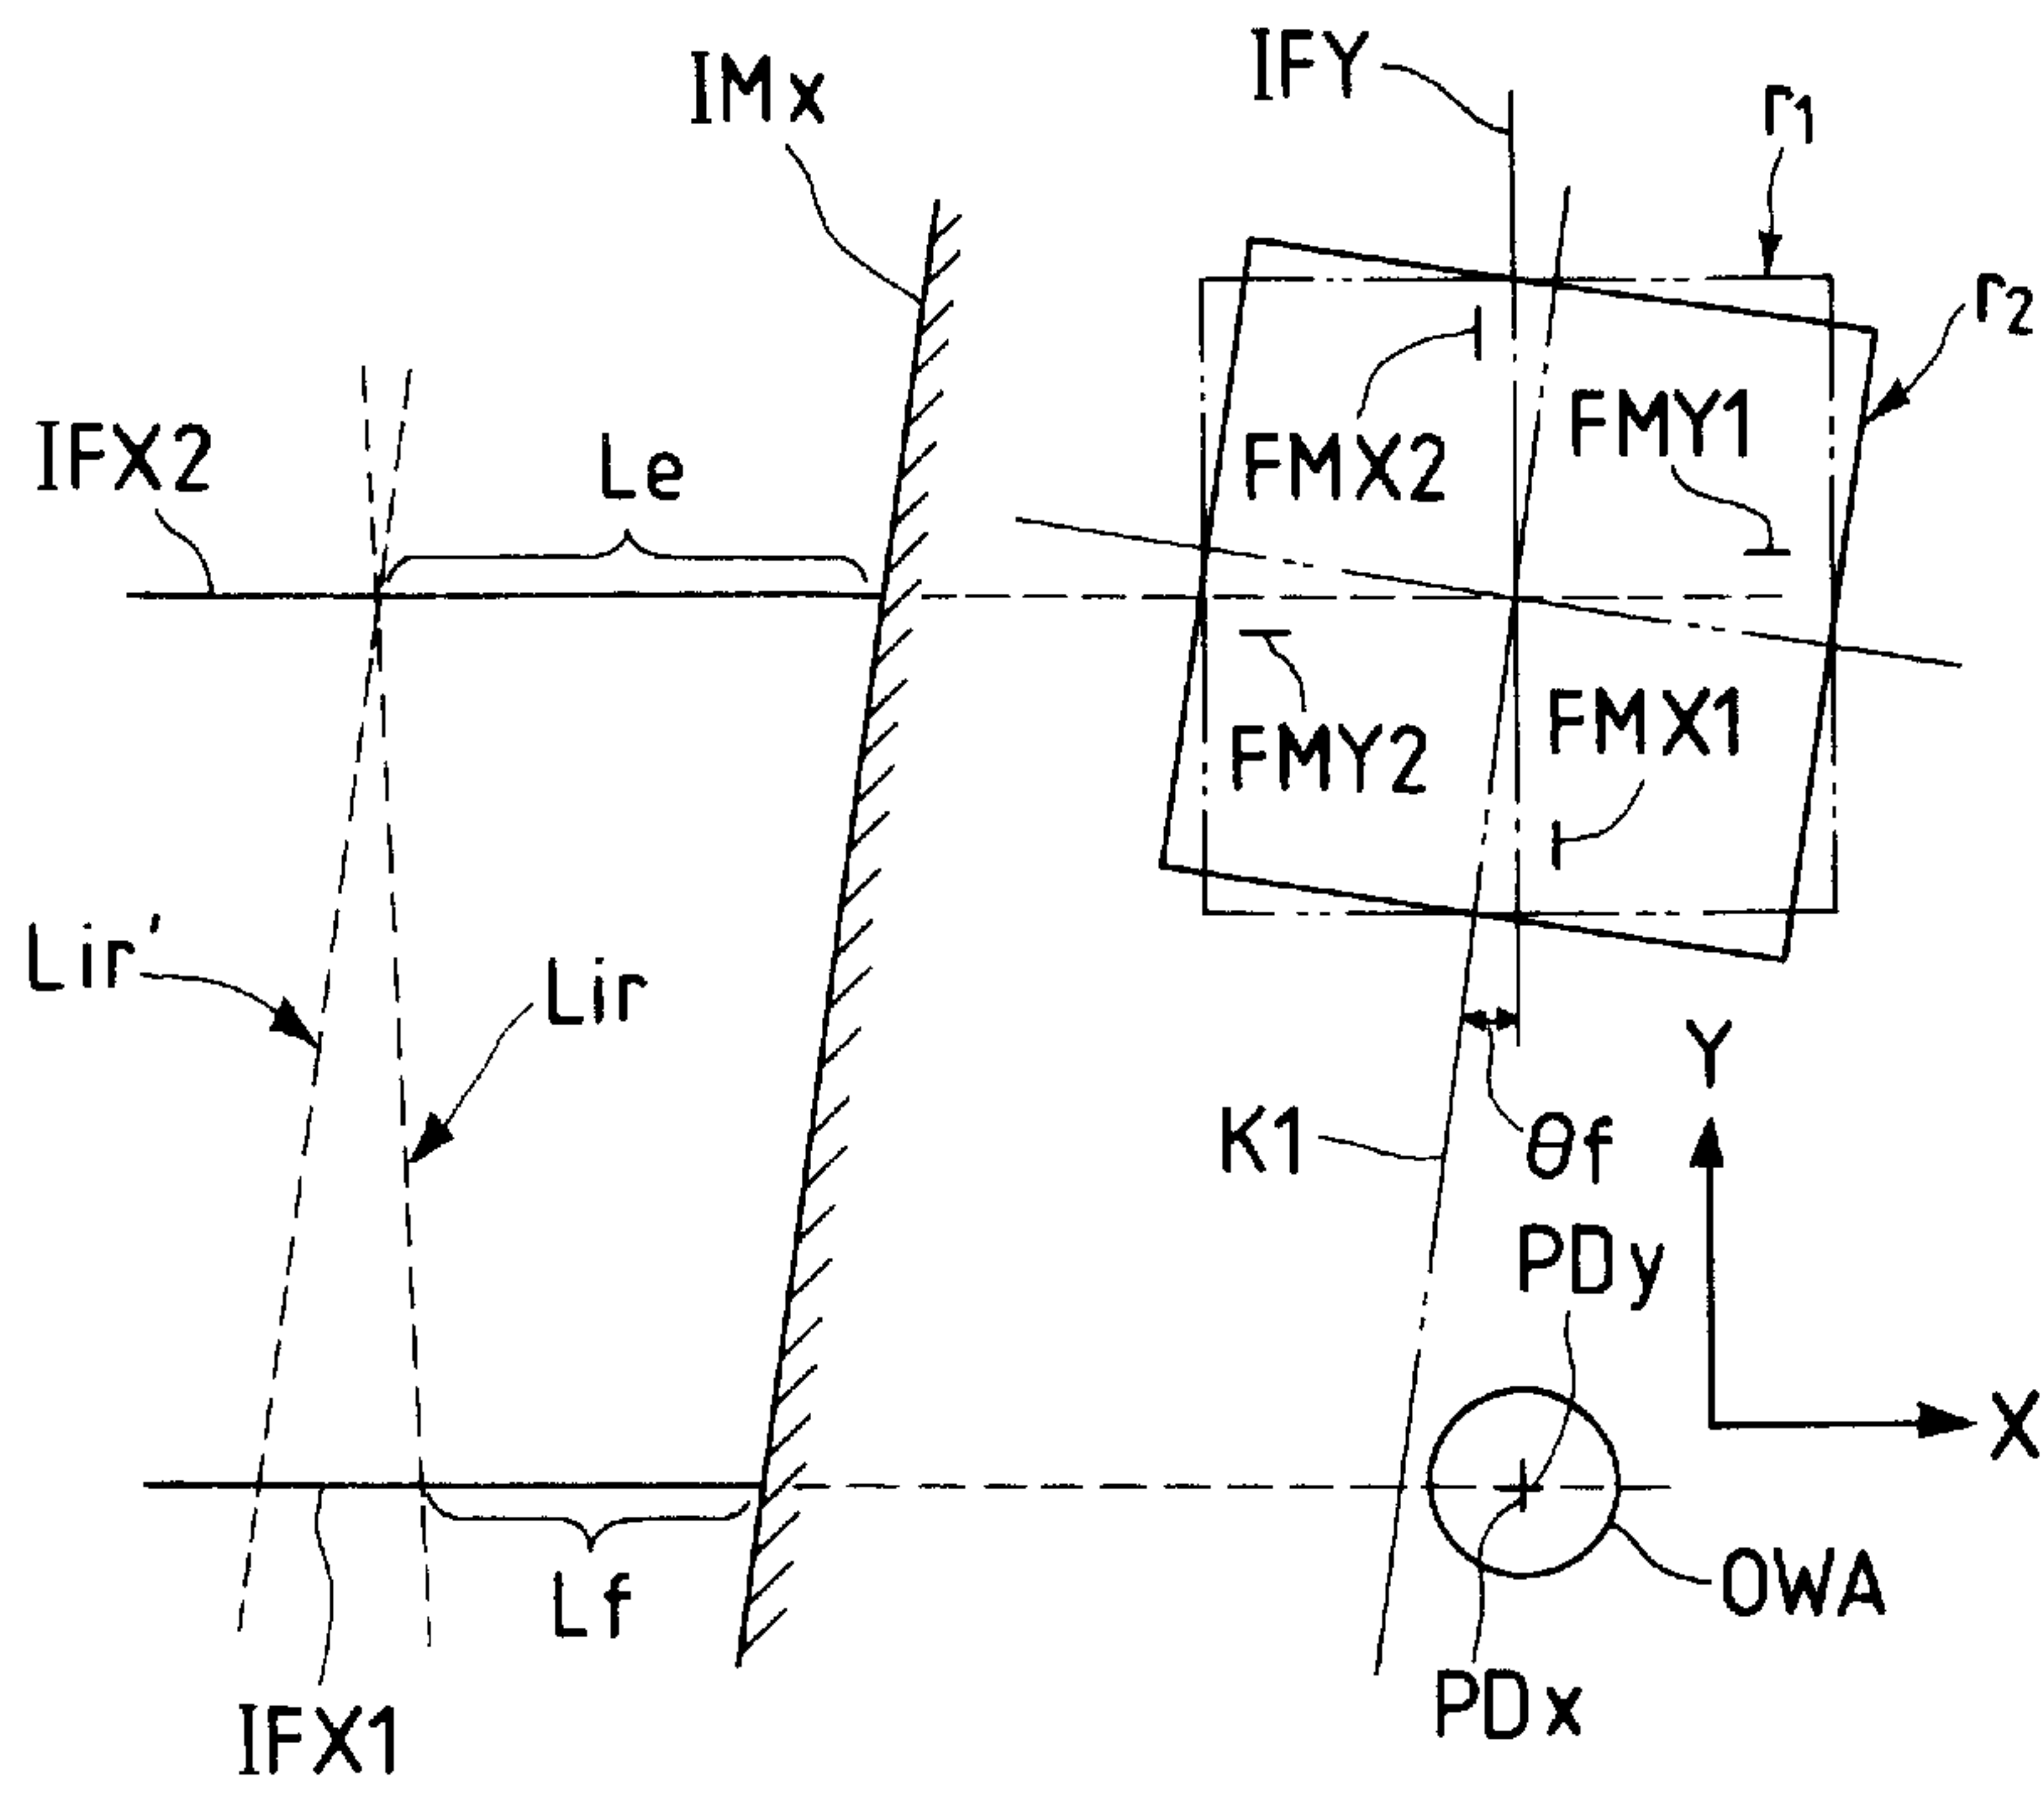 IFY
IMx
r1
r2
IFX2
Le
FMX2
FMY1
FMY2
FMX1
Lir'
Lir
Y
K1
θf
PDy
X
OWA
Lf
PDx
IFX1